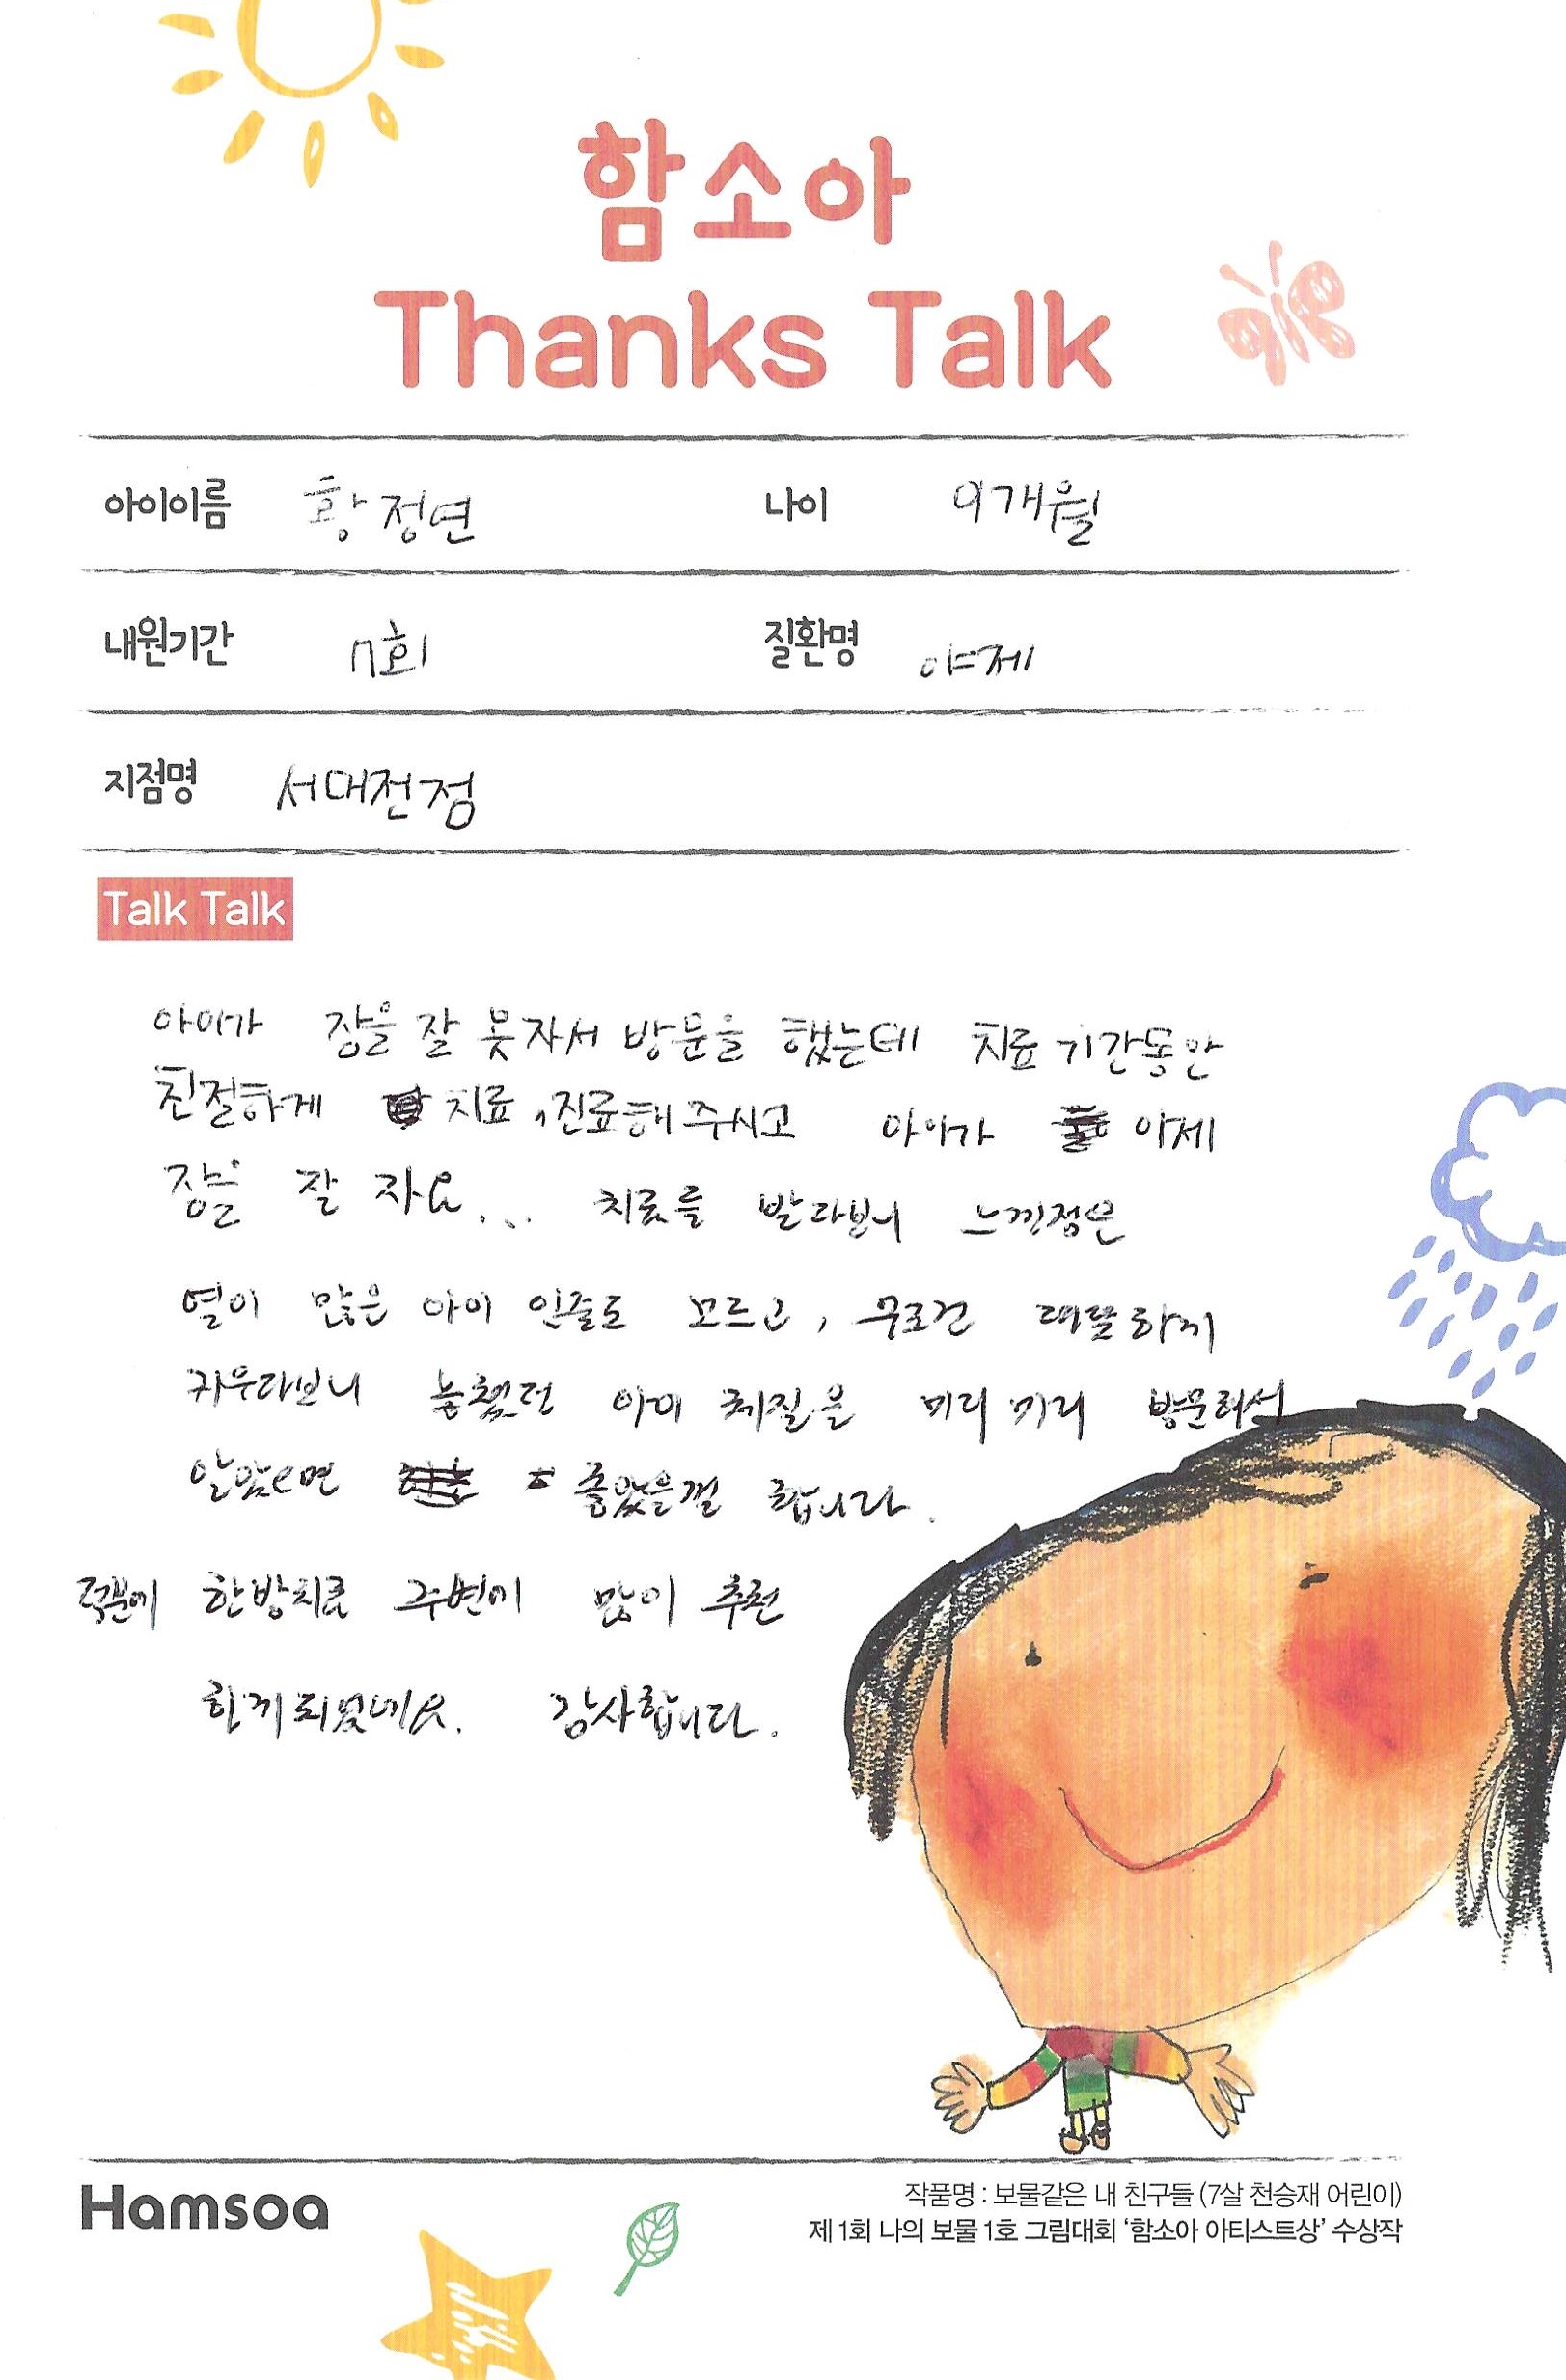 함소아
Thanks Talk
아이이름 황정연 나이 9개월
내원기간 7회 질환명 야제
지점명 서대전점
Talk Talk
아이가 잠을 잘 못자서 방문을 했는데 치료기간동안
친절하게 치료, 진료해주시고 아이가 이제
잠을 잘 자요... 치료를 받다보니 느낀점은
열이 많은 아이 인줄도 모르고, 무조건 따뜻하게
키우다보니 놓쳤던 아이 체질을 미리미리 방문해서
알았으면 좋았을걸 합니다.
덕분에 한방치료 주변에 많이 추천
하게되었네요. 감사합니다.
Hamsoa
작품명 : 보물같은 내 친구들 (7살 천승재 어린이)
제 1회 나의 보물 1호 그림대회 ‘함소아 아티스트상’ 수상작